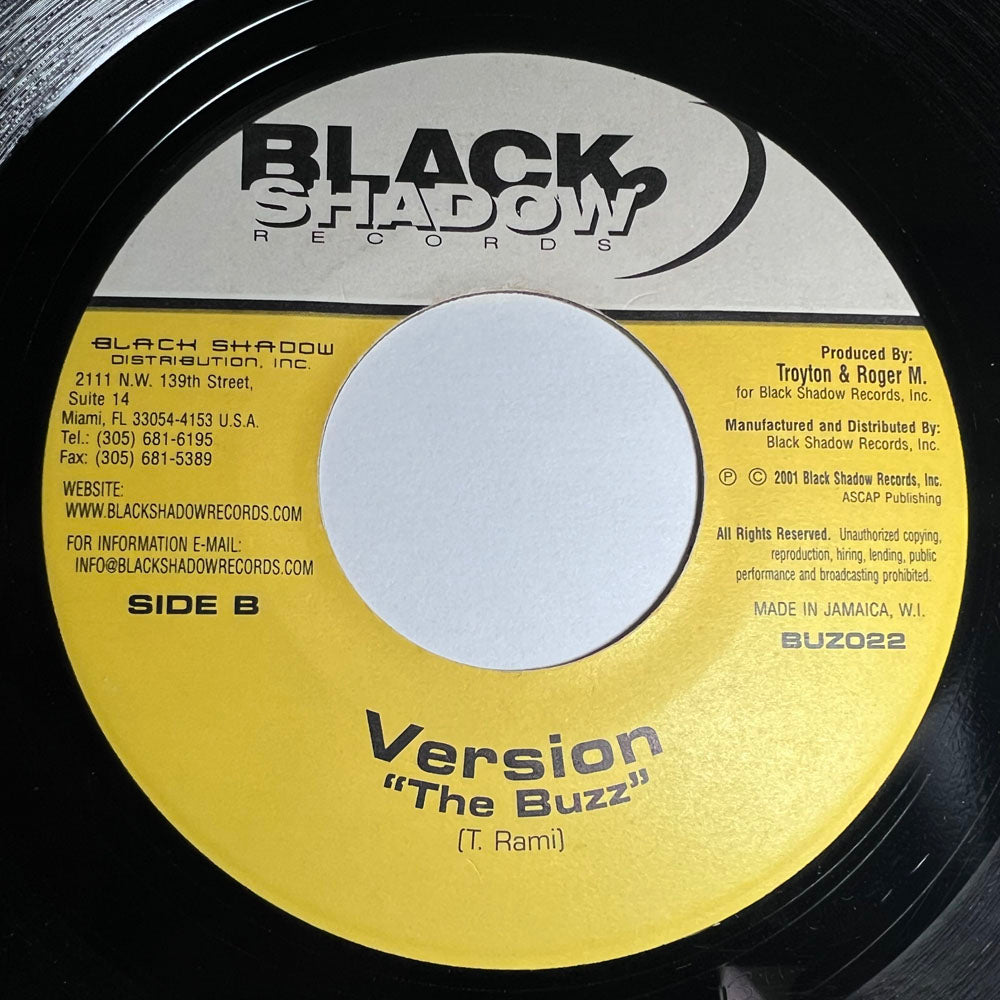 BLACK
SHADOW
RECORDS
BLACK SHADOW
DISTRIBUTION, INC.
2111 N.W. 139th Street,
Suite 14
Miami, FL 33054-4153 U.S.A.
Tel.: (305) 681-6195
Fax: (305) 681-5389
WEBSITE:
WWW.BLACKSHADOWRECORDS.COM
FOR INFORMATION E-MAIL:
INFO@BLACKSHADOWRECORDS.COM
SIDE B
Produced By:
Troyton & Roger M.
for Black Shadow Records, Inc.
Manufactured and Distributed By:
Black Shadow Records, Inc.
Ⓟ © 2001 Black Shadow Records, Inc.
ASCAP Publishing
All Rights Reserved. Unauthorized copying,
reproduction, hiring, lending, public
performance and broadcasting prohibited.
MADE IN JAMAICA, W.I.
BUZ022
Version
"The Buzz"
(T. Rami)